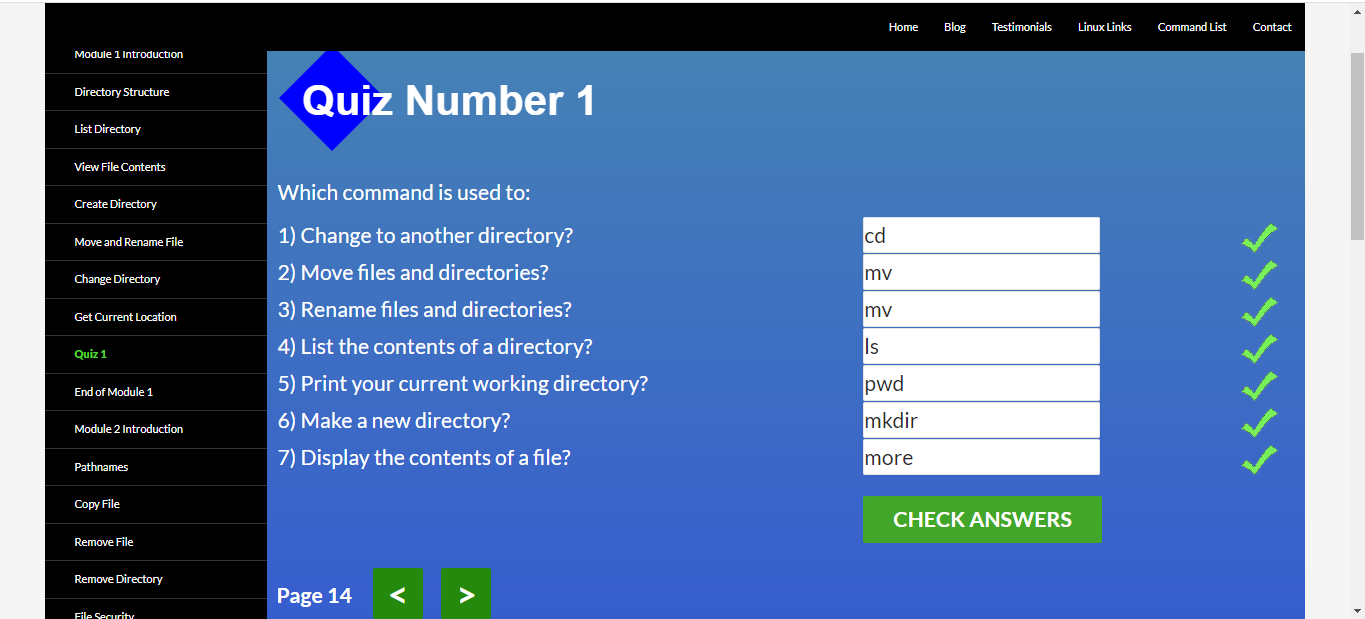 Home Blog Testimonials Linux Links Command List Contact
Module 1 Introduction
Directory Structure
List Directory
View File Contents
Create Directory
Move and Rename File
Change Directory
Get Current Location
Quiz 1
End of Module 1
Module 2 Introduction
Pathnames
Copy File
Remove File
Remove Directory
File Security
Quiz Number 1
Which command is used to:
1) Change to another directory? cd
2) Move files and directories? mv
3) Rename files and directories? mv
4) List the contents of a directory? ls
5) Print your current working directory? pwd
6) Make a new directory? mkdir
7) Display the contents of a file? more
CHECK ANSWERS
Page 14 < >